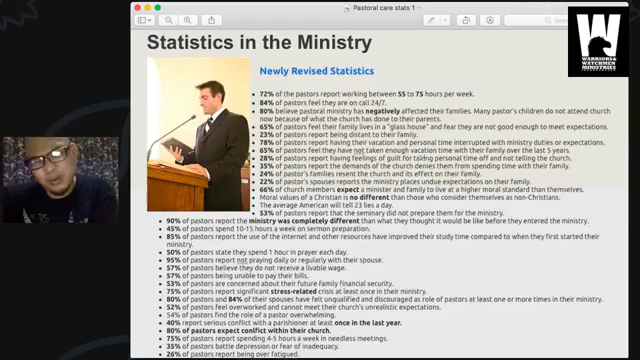 Pastoral care stats 1
WARRIORS &
WATCHMEN
MINISTRIES
Statistics in the Ministry
Newly Revised Statistics
• 72% of the pastors report working between 55 to 75 hours per week.
• 84% of pastors feel they are on call 24/7.
• 80% believe pastoral ministry has negatively affected their families. Many pastor's children do not attend church
now because of what the church has done to their parents.
• 65% of pastors feel their family lives in a "glass house" and fear they are not good enough to meet expectations.
• 23% of pastors report being distant to their family.
• 78% of pastors report having their vacation and personal time interrupted with ministry duties or expectations.
• 65% of pastors feel they have not taken enough vacation time with their family over the last 5 years.
• 28% of pastors report having feelings of guilt for taking personal time off and not telling the church.
• 35% of pastors report the demands of the church denies them from spending time with their family.
• 24% of pastor's families resent the church and its effect on their family.
• 22% of pastor's spouses reports the ministry places undue expectations on their family.
• 66% of church members expect a minister and family to live at a higher moral standard than themselves.
• Moral values of a Christian is no different than those who consider themselves as non-Christians.
• The average American will tell 23 lies a day.
• 53% of pastors report that the seminary did not prepare them for the ministry.
• 90% of pastors report the ministry was completely different than what they thought it would be like before they entered the ministry.
• 45% of pastors spend 10-15 hours a week on sermon preparation.
• 85% of pastors report the use of the internet and other resources have improved their study time compared to when they first started their
ministry.
• 50% of pastors state they spend 1 hour in prayer each day.
• 95% of pastors report not praying daily or regularly with their spouse.
• 57% of pastors believe they do not receive a livable wage.
• 57% of pastors being unable to pay their bills.
• 53% of pastors are concerned about their future family financial security.
• 75% of pastors report significant stress-related crisis at least once in their ministry.
• 80% of pastors and 84% of their spouses have felt unqualified and discouraged as role of pastors at least one or more times in their ministry.
• 52% of pastors feel overworked and cannot meet their church's unrealistic expectations.
• 54% of pastors find the role of a pastor overwhelming.
• 40% report serious conflict with a parishioner at least once in the last year.
• 80% of pastors expect conflict within their church.
• 75% of pastors report spending 4-5 hours a week in needless meetings.
• 35% of pastors battle depression or fear of inadequacy.
• 26% of pastors report being over fatigued.